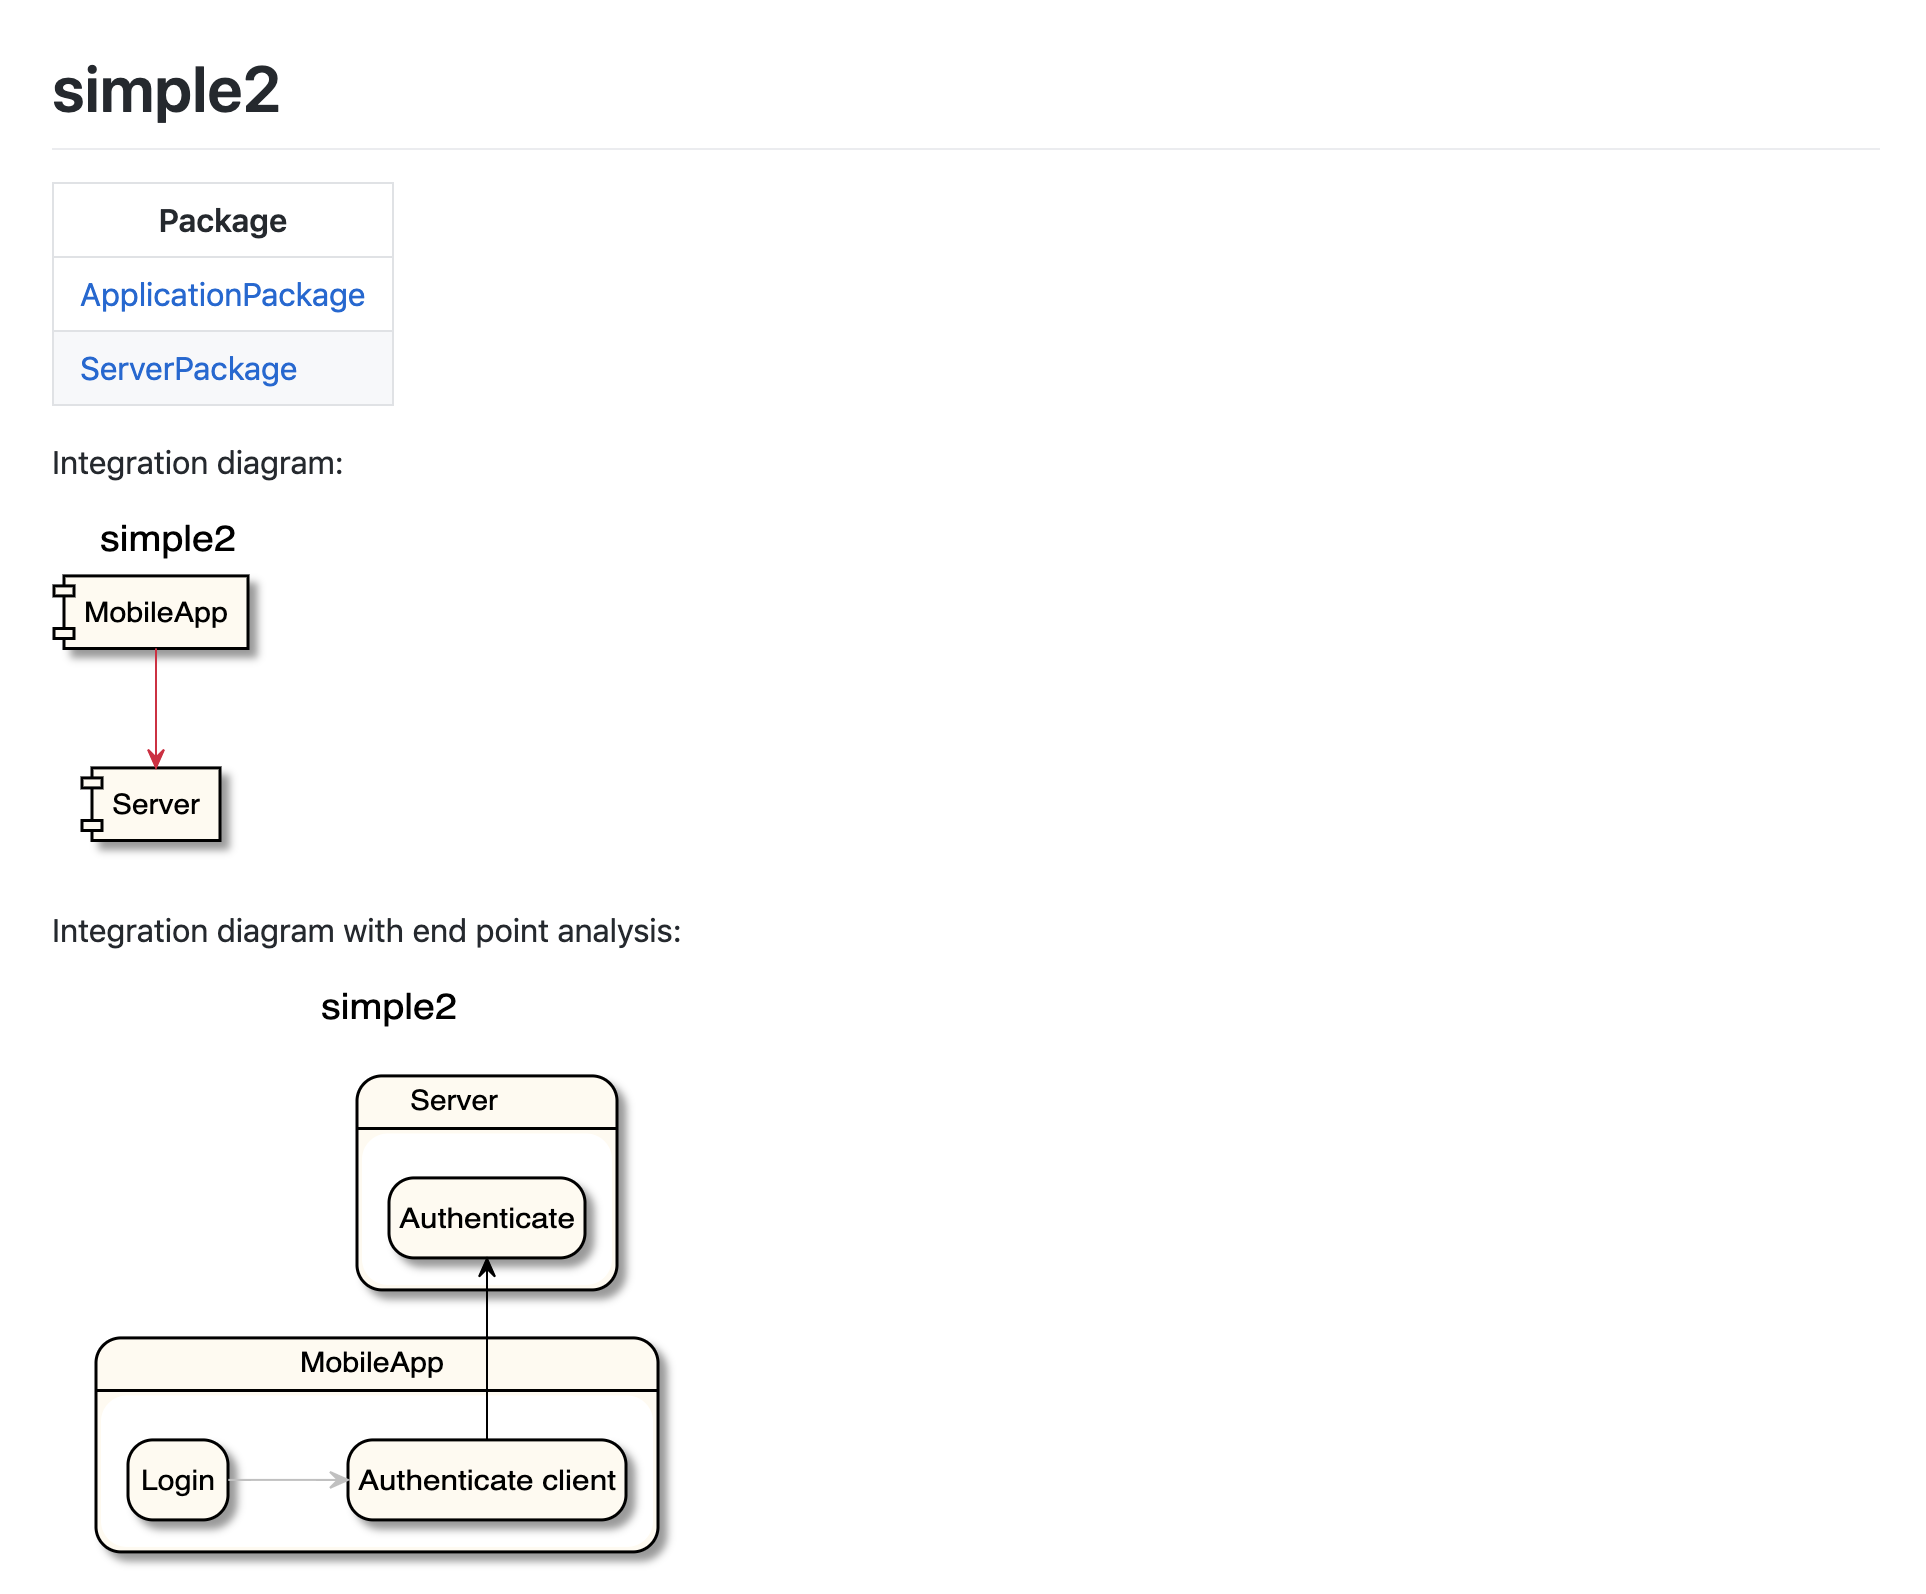 simple2
Package
ApplicationPackage
ServerPackage
Integration diagram:
simple2
MobileApp
Server
Integration diagram with end point analysis:
simple2
Server
Authenticate
MobileApp
Login
Authenticate client